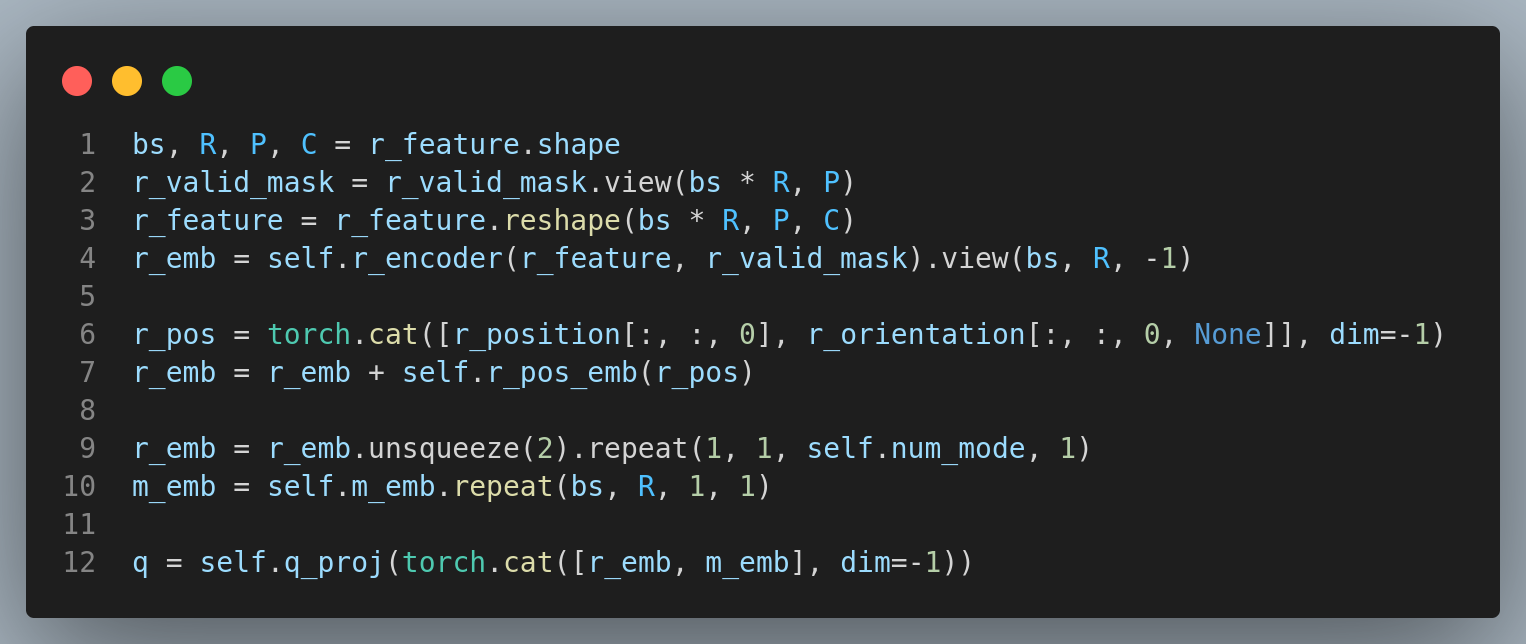 1 bs, R, P, C = r_feature.shape
2 r_valid_mask = r_valid_mask.view(bs * R, P)
3 r_feature = r_feature.reshape(bs * R, P, C)
4 r_emb = self.r_encoder(r_feature, r_valid_mask).view(bs, R, -1)
5
6 r_pos = torch.cat([r_position[:, :, 0], r_orientation[:, :, 0, None]], dim=-1)
7 r_emb = r_emb + self.r_pos_emb(r_pos)
8
9 r_emb = r_emb.unsqueeze(2).repeat(1, 1, self.num_mode, 1)
10 m_emb = self.m_emb.repeat(bs, R, 1, 1)
11
12 q = self.q_proj(torch.cat([r_emb, m_emb], dim=-1))